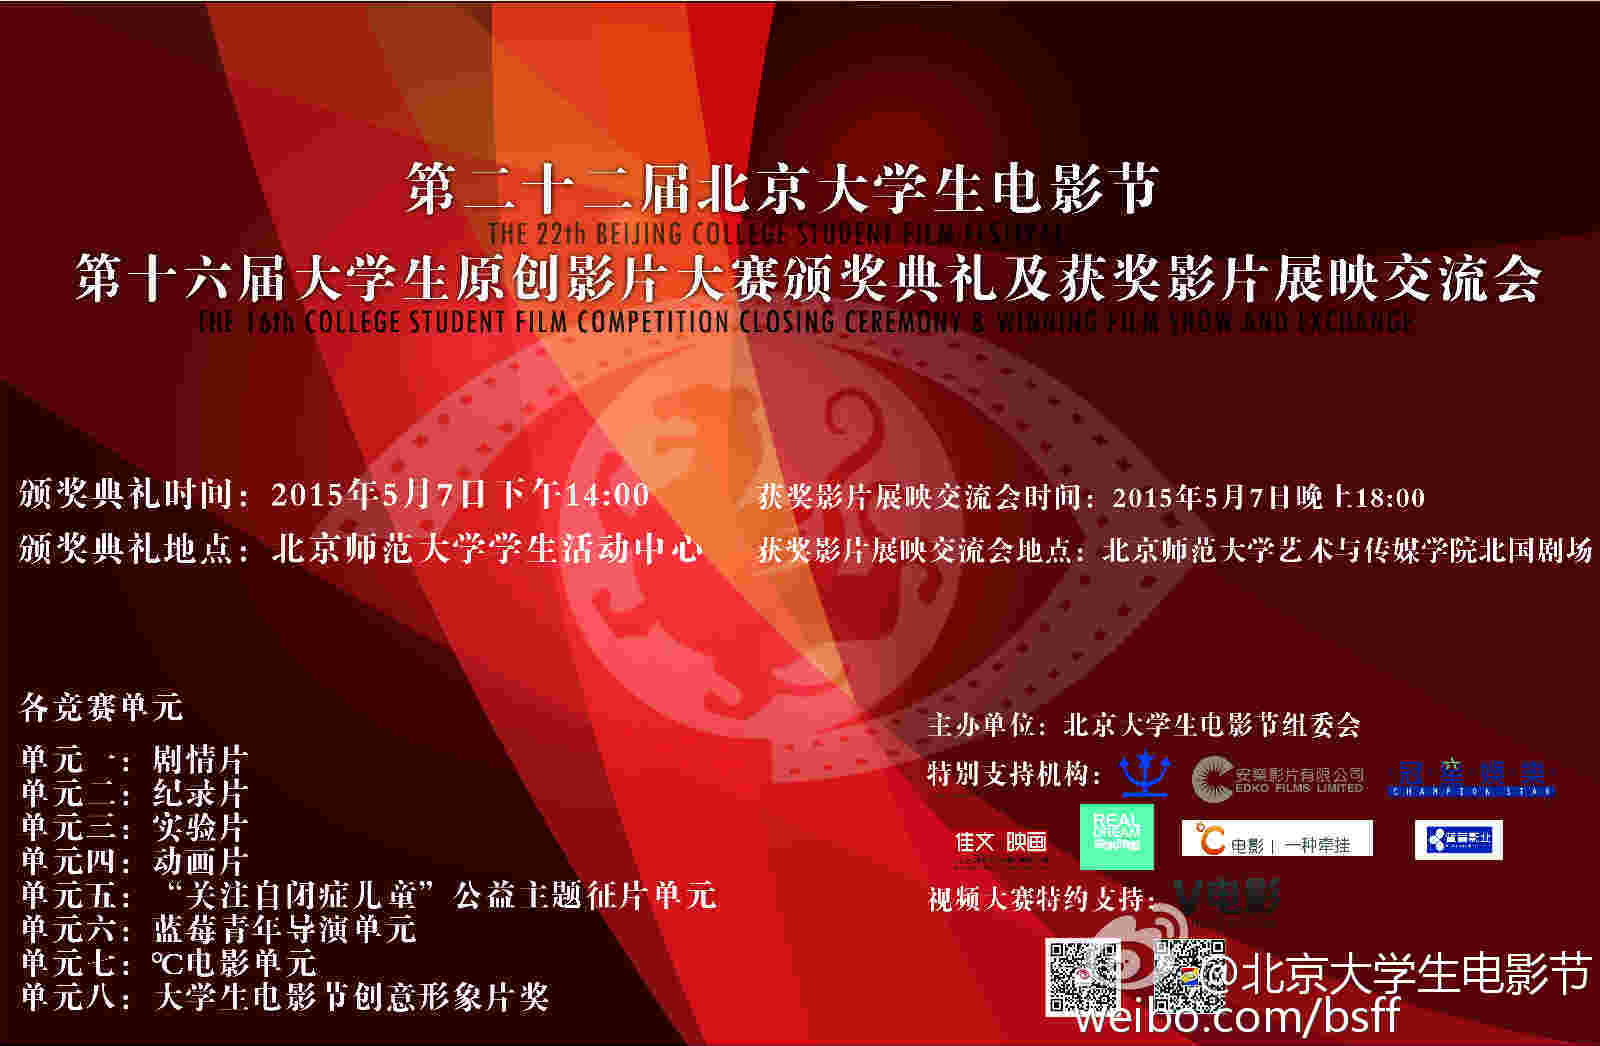 第二十二届北京大学生电影节
THE 22th BEIJING COLLEGE STUDENT FILM FESTIVAL
第十六届大学生原创影片大赛颁奖典礼及获奖影片展映交流会
THE 16th COLLEGE STUDENT FILM COMPETITION CLOSING CEREMONY & WINNING FILM SHOW AND EXCHANGE
颁奖典礼时间：2015年5月7日下午14:00
颁奖典礼地点：北京师范大学学生活动中心
获奖影片展映交流会时间：2015年5月7日晚上18:00
获奖影片展映交流会地点：北京师范大学艺术与传媒学院北国剧场
各竞赛单元
单元一：剧情片
单元二：纪录片
单元三：实验片
单元四：动画片
单元五：“关注自闭症儿童”公益主题征片单元
单元六：蓝莓青年导演单元
单元七：℃电影单元
单元八：大学生电影节创意形象片奖
主办单位：北京大学生电影节组委会
特别支持机构：
安樂影片有限公司
EDKO FILMS LIMITED
CHAMPION STAR
佳文 映画
REAL
DREAM
℃电影 | 一种牵挂
视频大赛特约支持：V电影
@北京大学生电影节
weibo.com/bsff